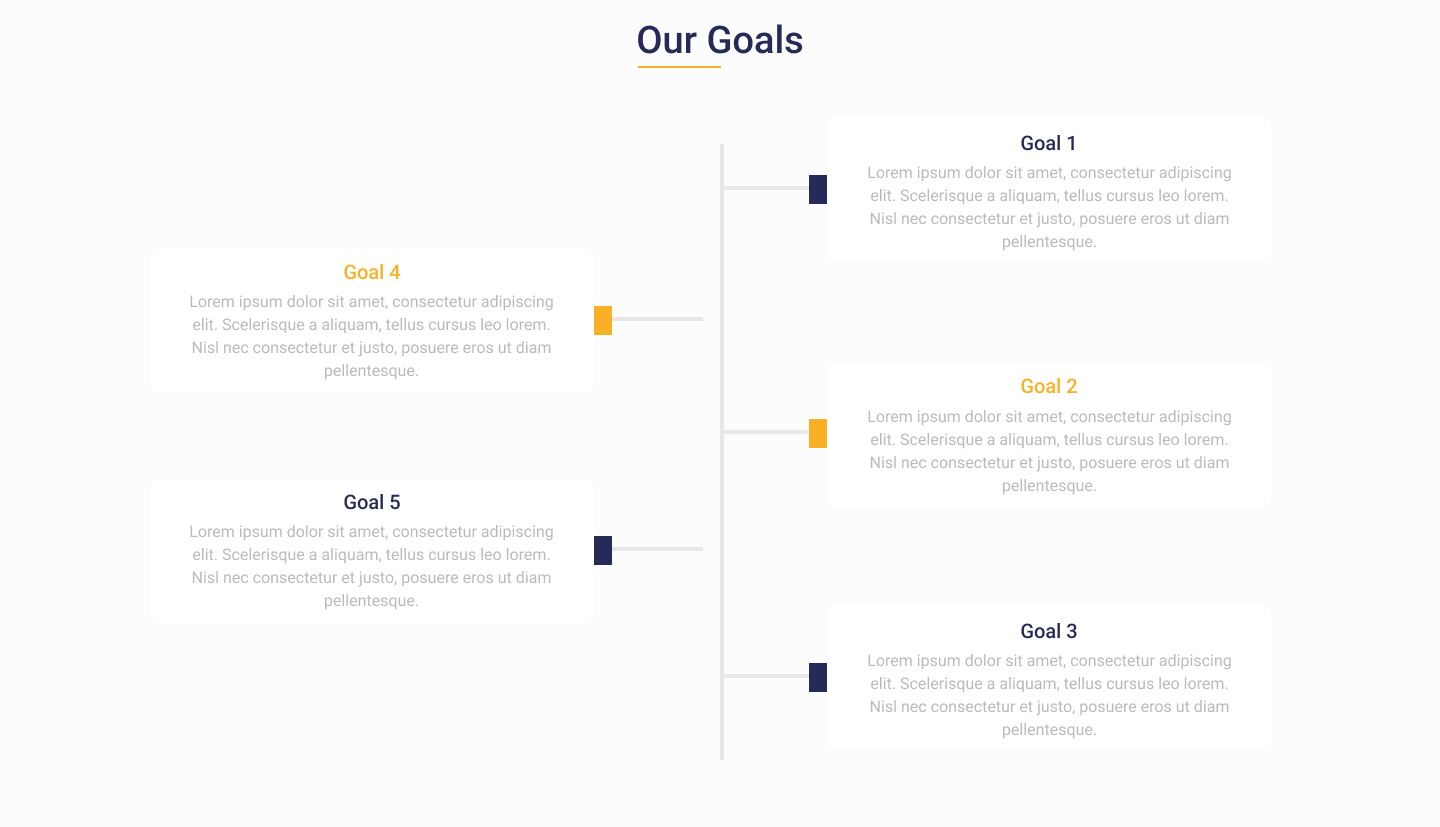 Our Goals
Goal 1
Lorem ipsum dolor sit amet, consectetur adipiscing
elit. Scelerisque a aliquam, tellus cursus leo lorem.
Nisl nec consectetur et justo, posuere eros ut diam
pellentesque.
Goal 4
Lorem ipsum dolor sit amet, consectetur adipiscing
elit. Scelerisque a aliquam, tellus cursus leo lorem.
Nisl nec consectetur et justo, posuere eros ut diam
pellentesque.
Goal 2
Lorem ipsum dolor sit amet, consectetur adipiscing
elit. Scelerisque a aliquam, tellus cursus leo lorem.
Nisl nec consectetur et justo, posuere eros ut diam
pellentesque.
Goal 5
Lorem ipsum dolor sit amet, consectetur adipiscing
elit. Scelerisque a aliquam, tellus cursus leo lorem.
Nisl nec consectetur et justo, posuere eros ut diam
pellentesque.
Goal 3
Lorem ipsum dolor sit amet, consectetur adipiscing
elit. Scelerisque a aliquam, tellus cursus leo lorem.
Nisl nec consectetur et justo, posuere eros ut diam
pellentesque.